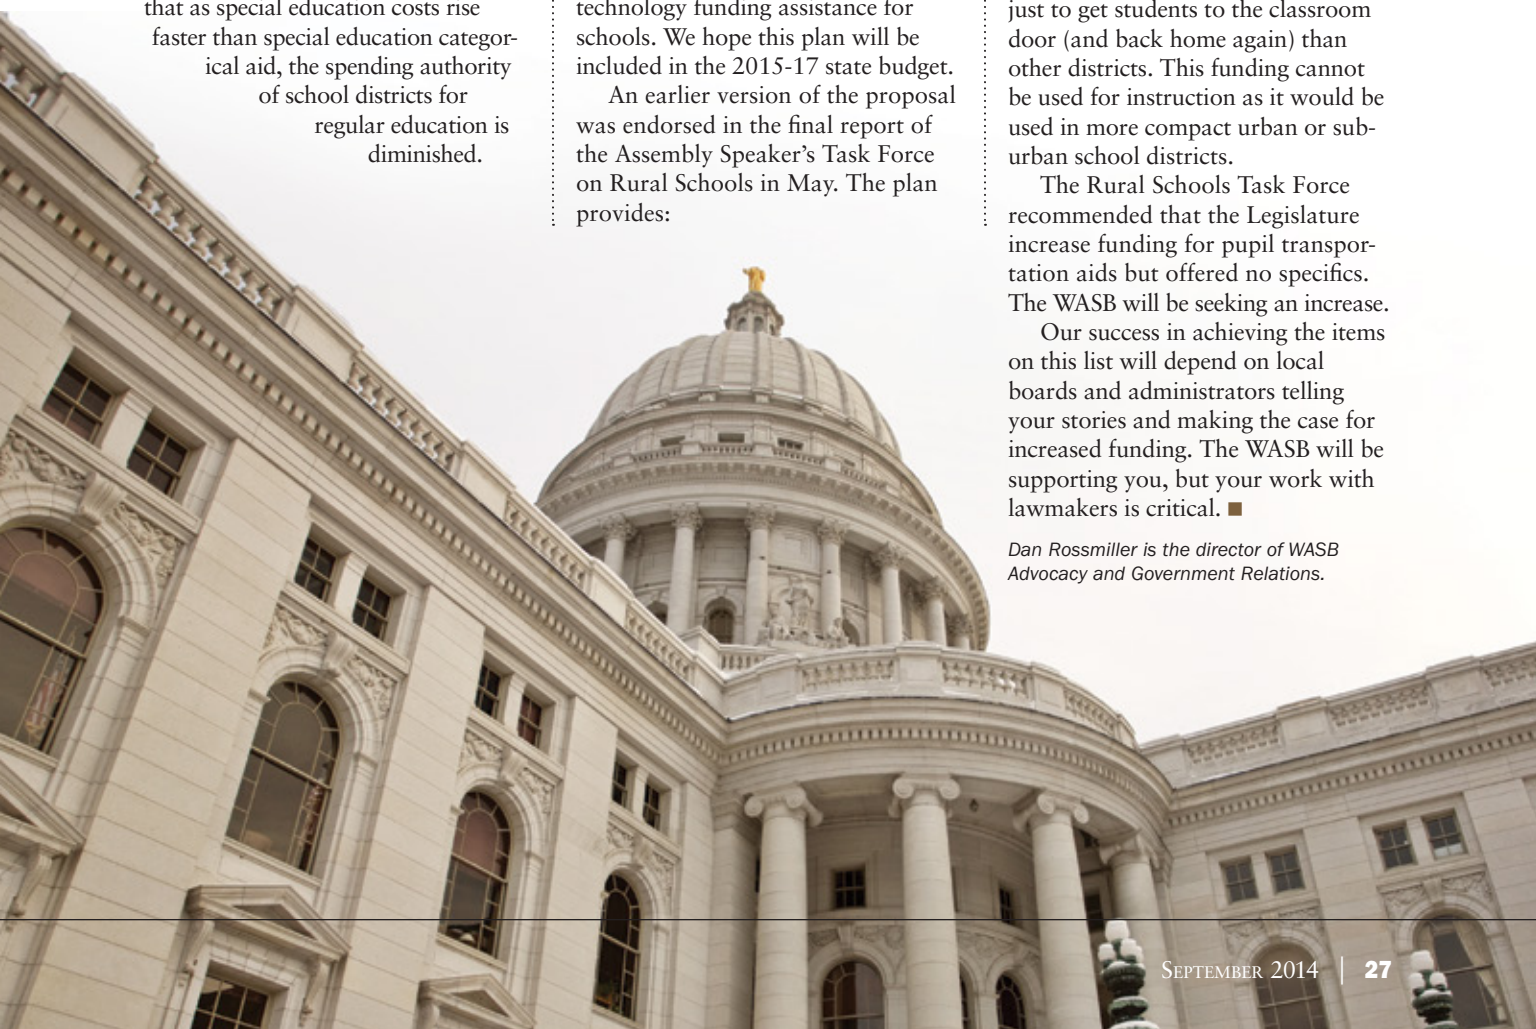 that as special education costs rise
faster than special education categor-
ical aid, the spending authority
of school districts for
regular education is
diminished.
technology funding assistance for
schools. We hope this plan will be
included in the 2015-17 state budget.
An earlier version of the proposal
was endorsed in the final report of
the Assembly Speaker’s Task Force
on Rural Schools in May. The plan
provides:
just to get students to the classroom
door (and back home again) than
other districts. This funding cannot
be used for instruction as it would be
used in more compact urban or sub-
urban school districts.
The Rural Schools Task Force
recommended that the Legislature
increase funding for pupil transpor-
tation aids but offered no specifics.
The WASB will be seeking an increase.
Our success in achieving the items
on this list will depend on local
boards and administrators telling
your stories and making the case for
increased funding. The WASB will be
supporting you, but your work with
lawmakers is critical. ■
Dan Rossmiller is the director of WASB
Advocacy and Government Relations.
September 2014 | 27